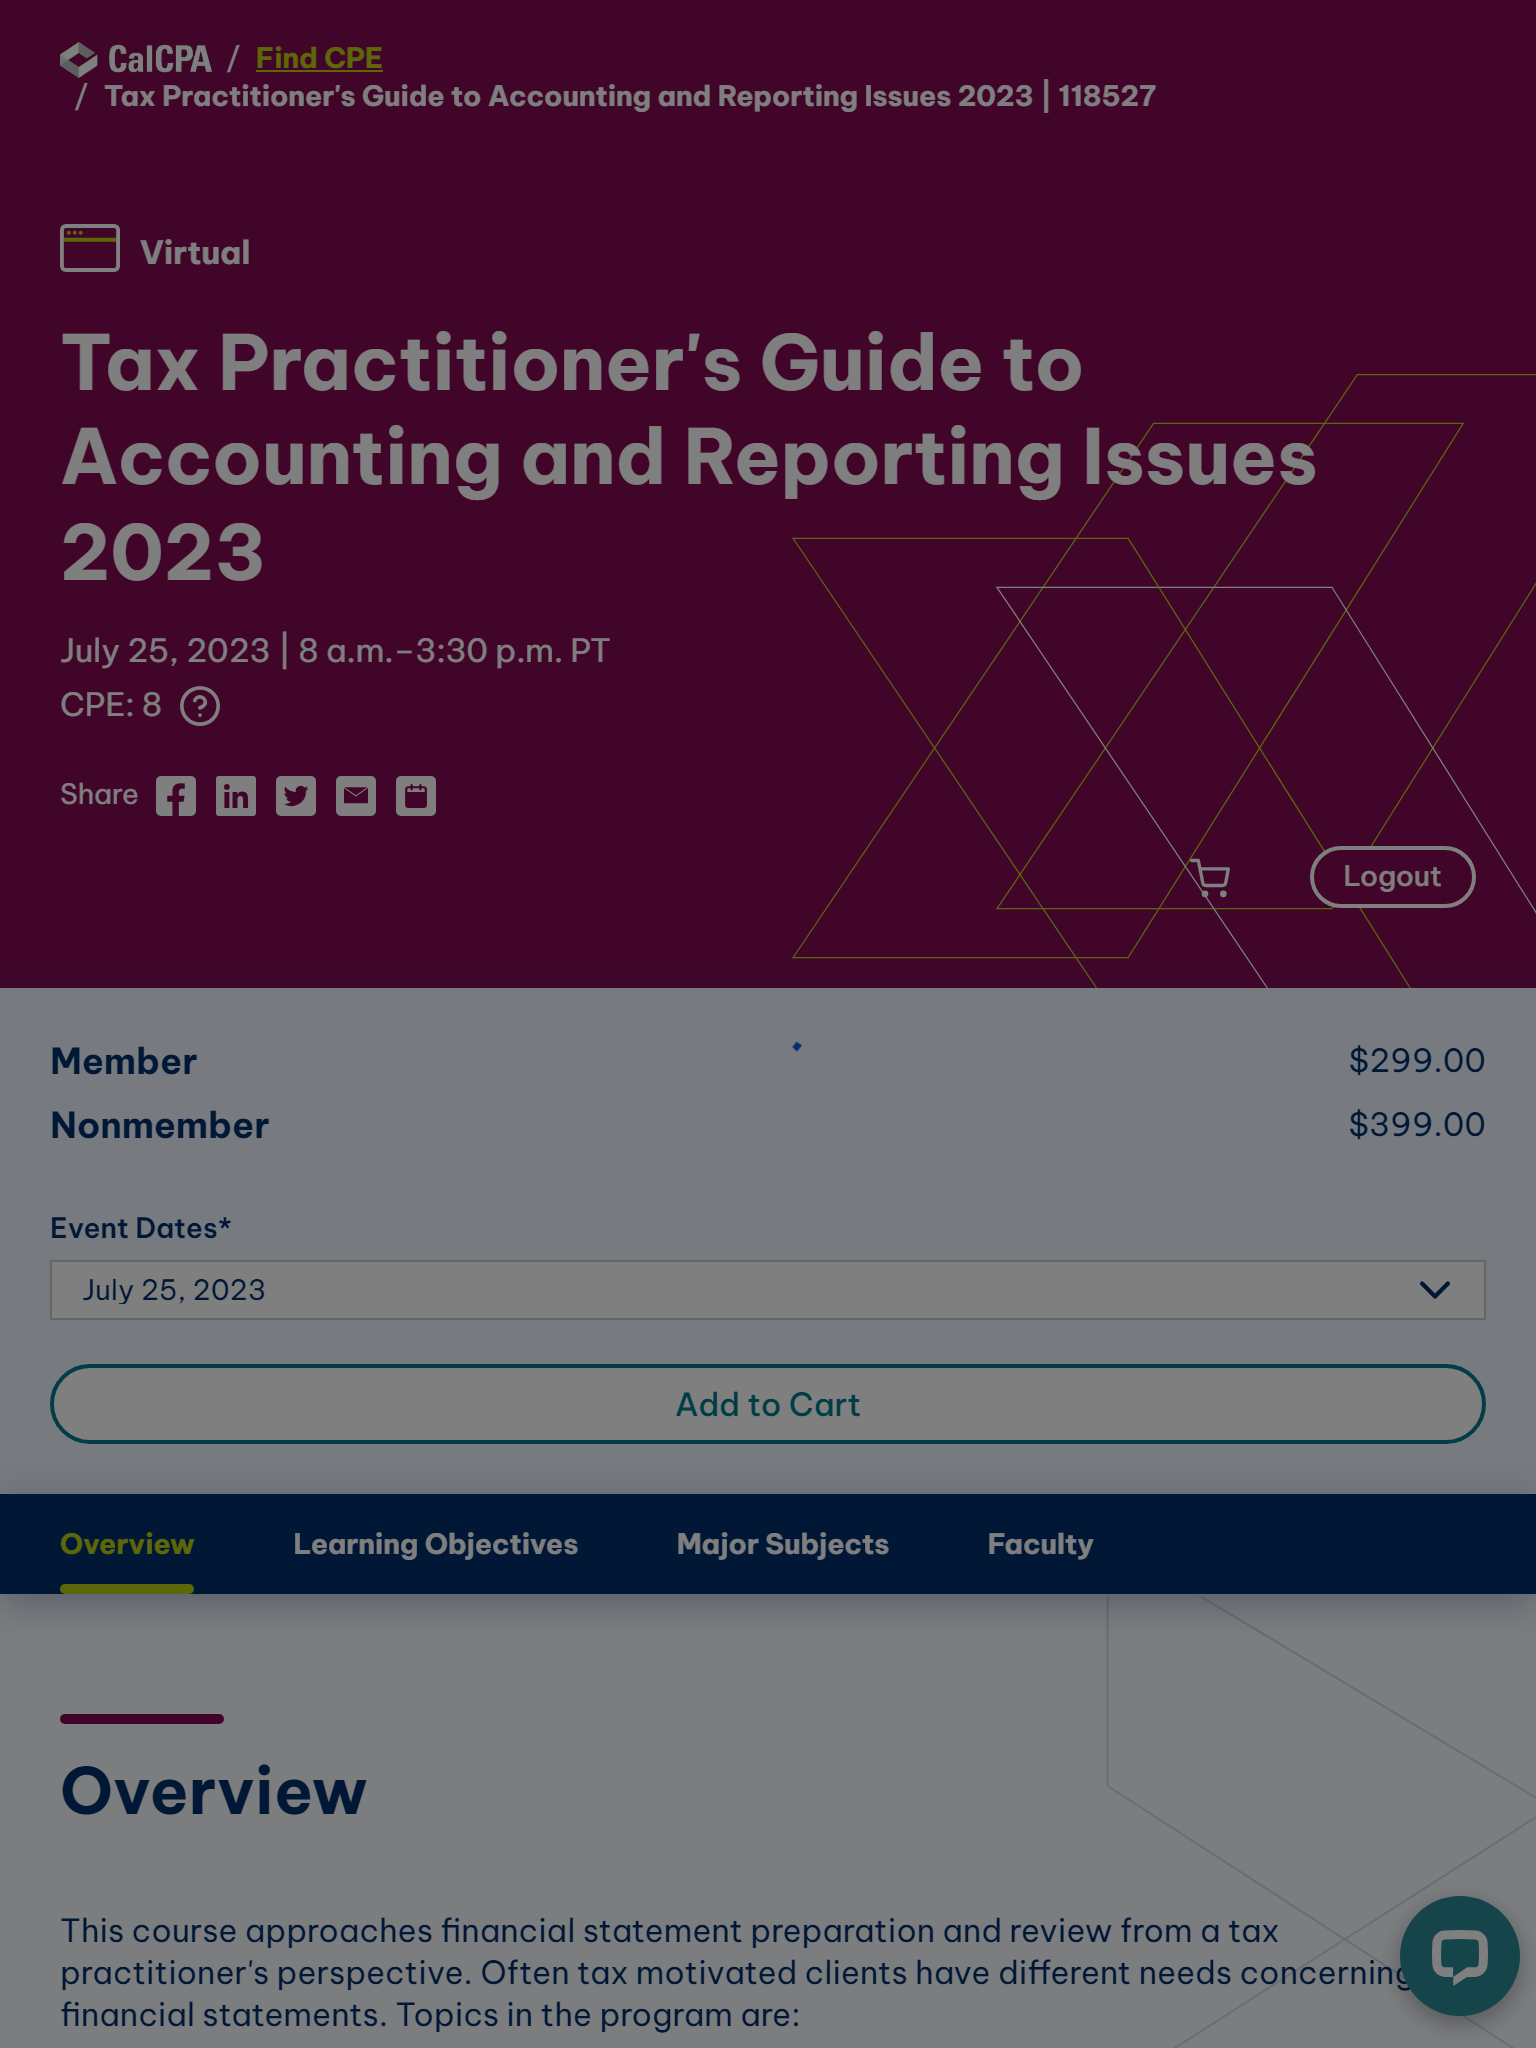 CalCPA / Find CPE
/ Tax Practitioner's Guide to Accounting and Reporting Issues 2023 | 118527
Virtual
Tax Practitioner's Guide to
Accounting and Reporting Issues
2023
July 25, 2023 | 8 a.m.–3:30 p.m. PT
CPE: 8 ?
Share
Logout
Member $299.00
Nonmember $399.00
Event Dates*
July 25, 2023
Add to Cart
Overview Learning Objectives Major Subjects Faculty
Overview
This course approaches financial statement preparation and review from a tax
practitioner's perspective. Often tax motivated clients have different needs concerning
financial statements. Topics in the program are: